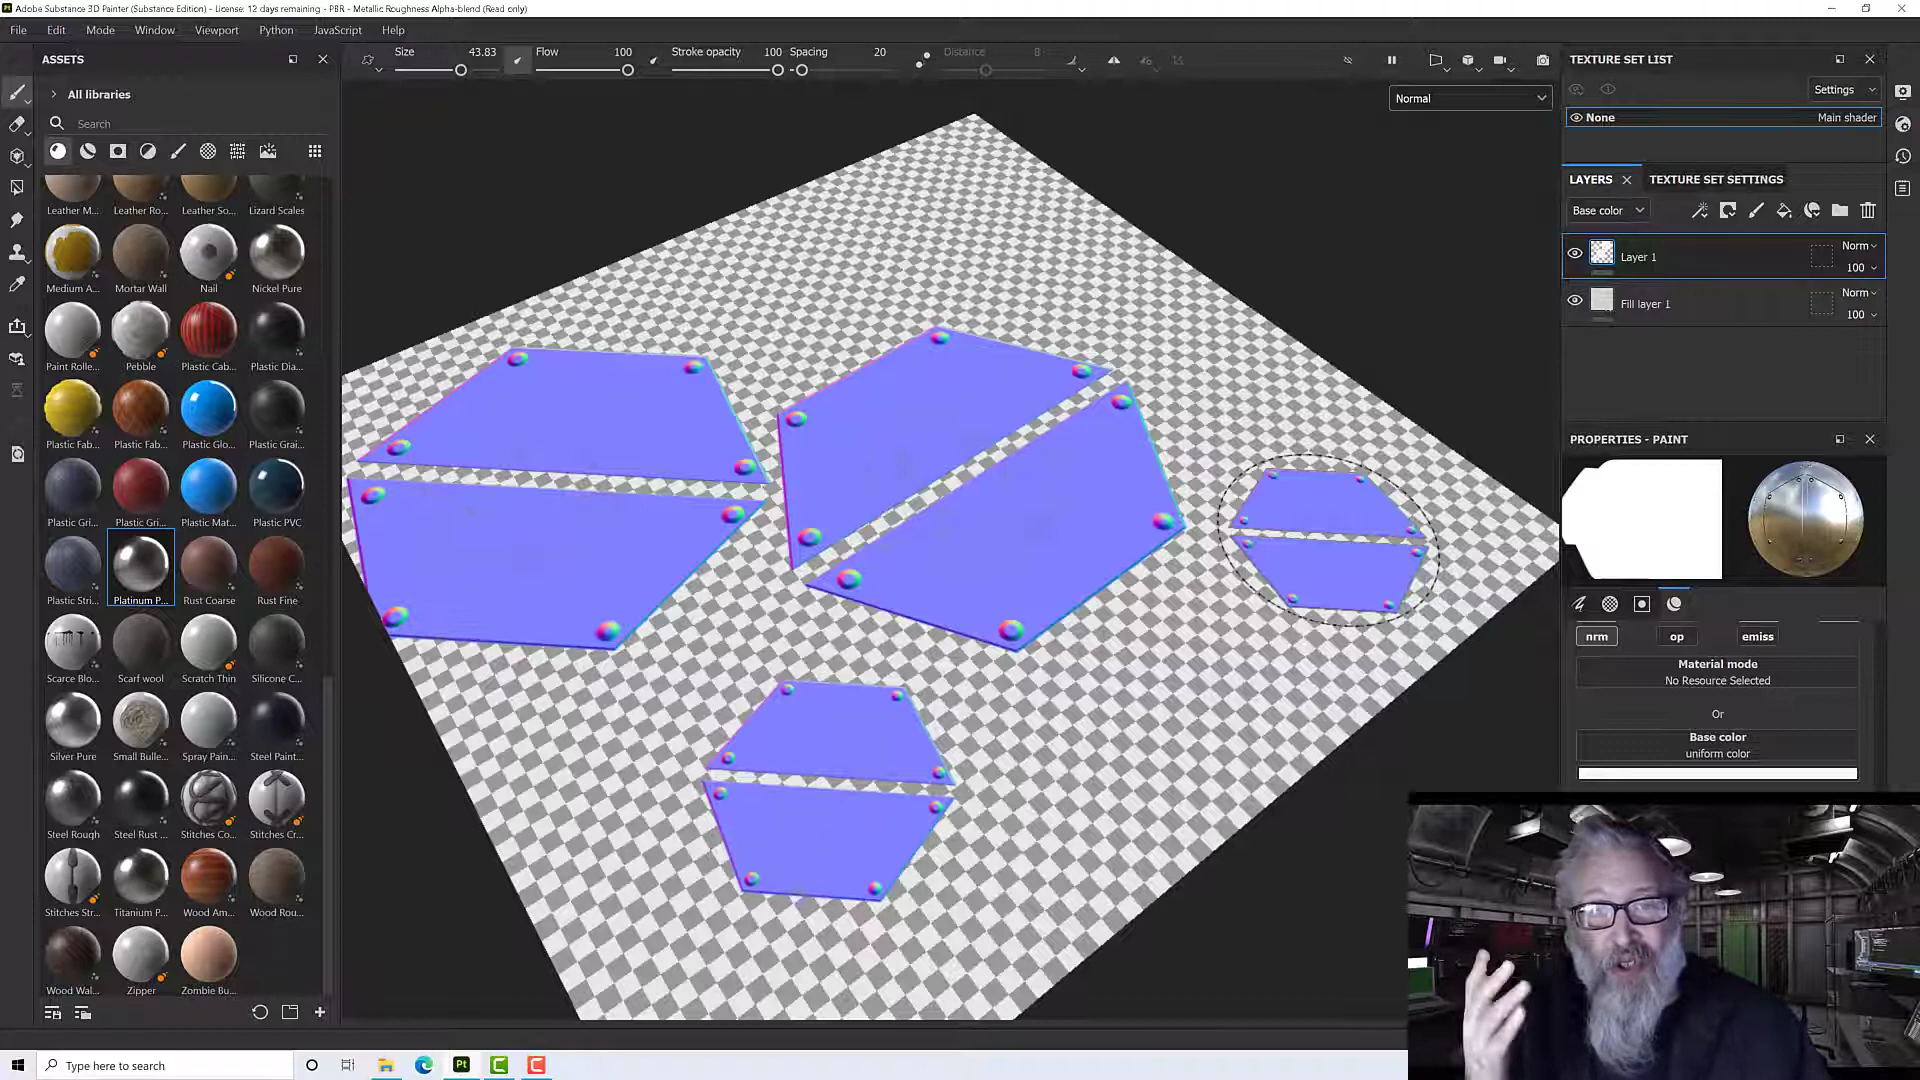 Adobe Substance 3D Painter (Substance Edition) - License: 12 days remaining - PBR - Metallic Roughness Alpha-blend (Read only)
File Edit Mode Window Viewport Python JavaScript Help
ASSETS
Size 43.83 Flow 100 Stroke opacity 100 Spacing 20 Distance 8
TEXTURE SET LIST
All libraries
Normal
Settings
Search
None Main shader
LAYERS TEXTURE SET SETTINGS
Leather M... Leather Ro... Leather So... Lizard Scales
Base color
Norm
Layer 1
100
Medium A... Mortar Wall Nail Nickel Pure
Norm
Fill layer 1
100
Paint Rolle... Pebble Plastic Cab... Plastic Dia...
Plastic Fab... Plastic Fab... Plastic Glo... Plastic Grai...
PROPERTIES - PAINT
Plastic Gri... Plastic Gri... Plastic Mat... Plastic PVC
Plastic Stri... Platinum P... Rust Coarse Rust Fine
nrm op emiss
Material mode
No Resource Selected
Scarce Blo... Scarf wool Scratch Thin Silicone C...
Or
Base color
uniform color
Silver Pure Small Bulle... Spray Pain... Steel Paint...
Steel Rough Steel Rust ... Stitches Co... Stitches Cr...
Stitches Str... Titanium P... Wood Am... Wood Rou...
Wood Wal... Zipper Zombie Bu...
Type here to search
Pt